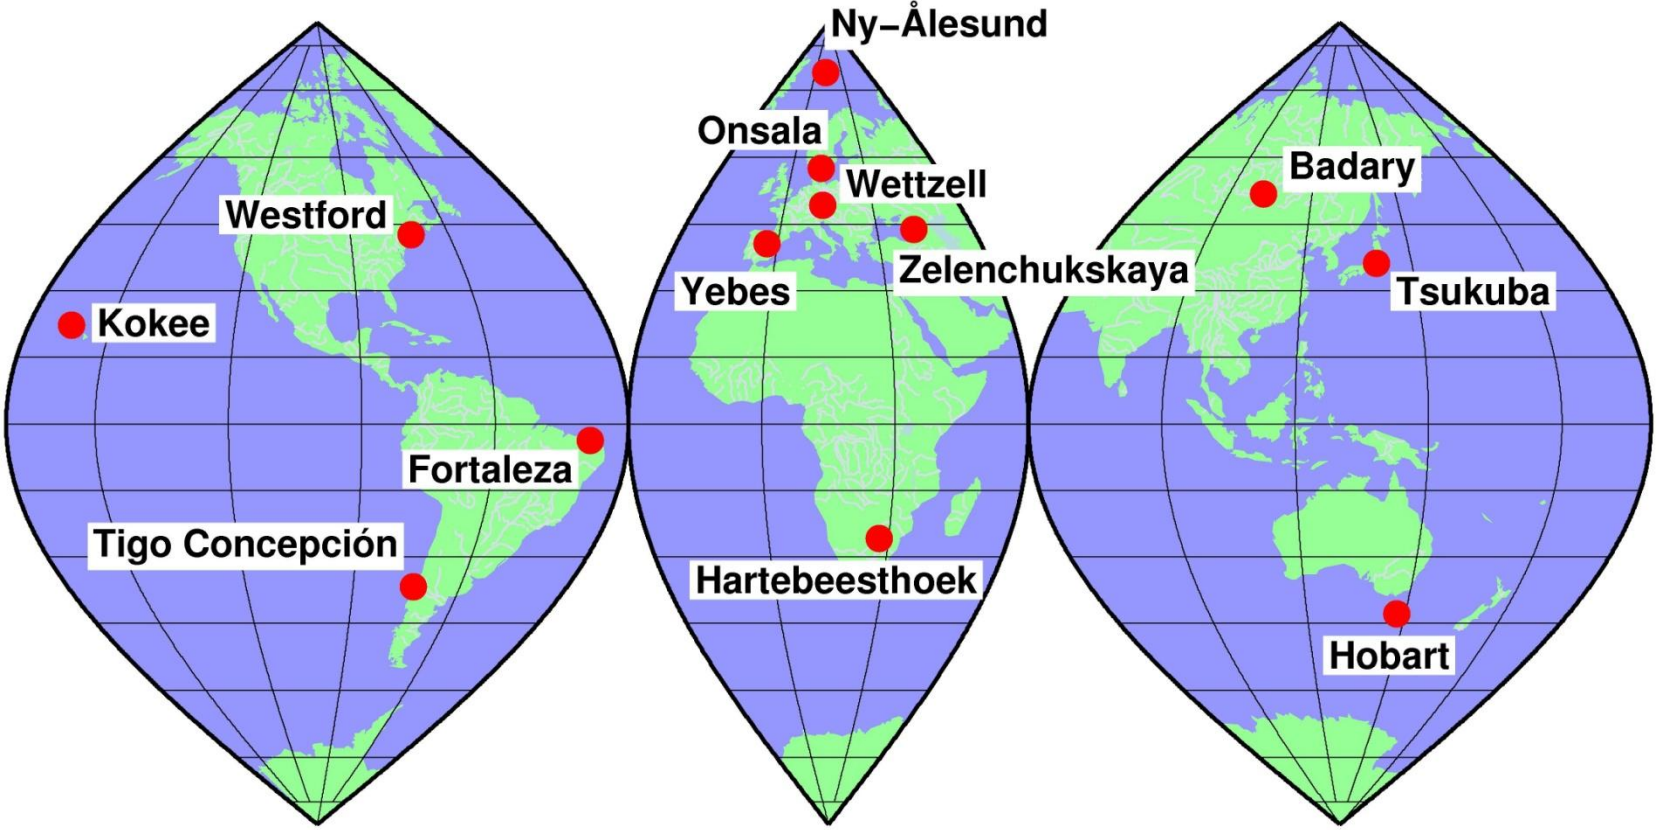 Ny–Ålesund
Onsala
Badary
Wettzell
Westford
Zelenchukskaya
Yebes
Tsukuba
Kokee
Fortaleza
Tigo Concepción
Hartebeesthoek
Hobart